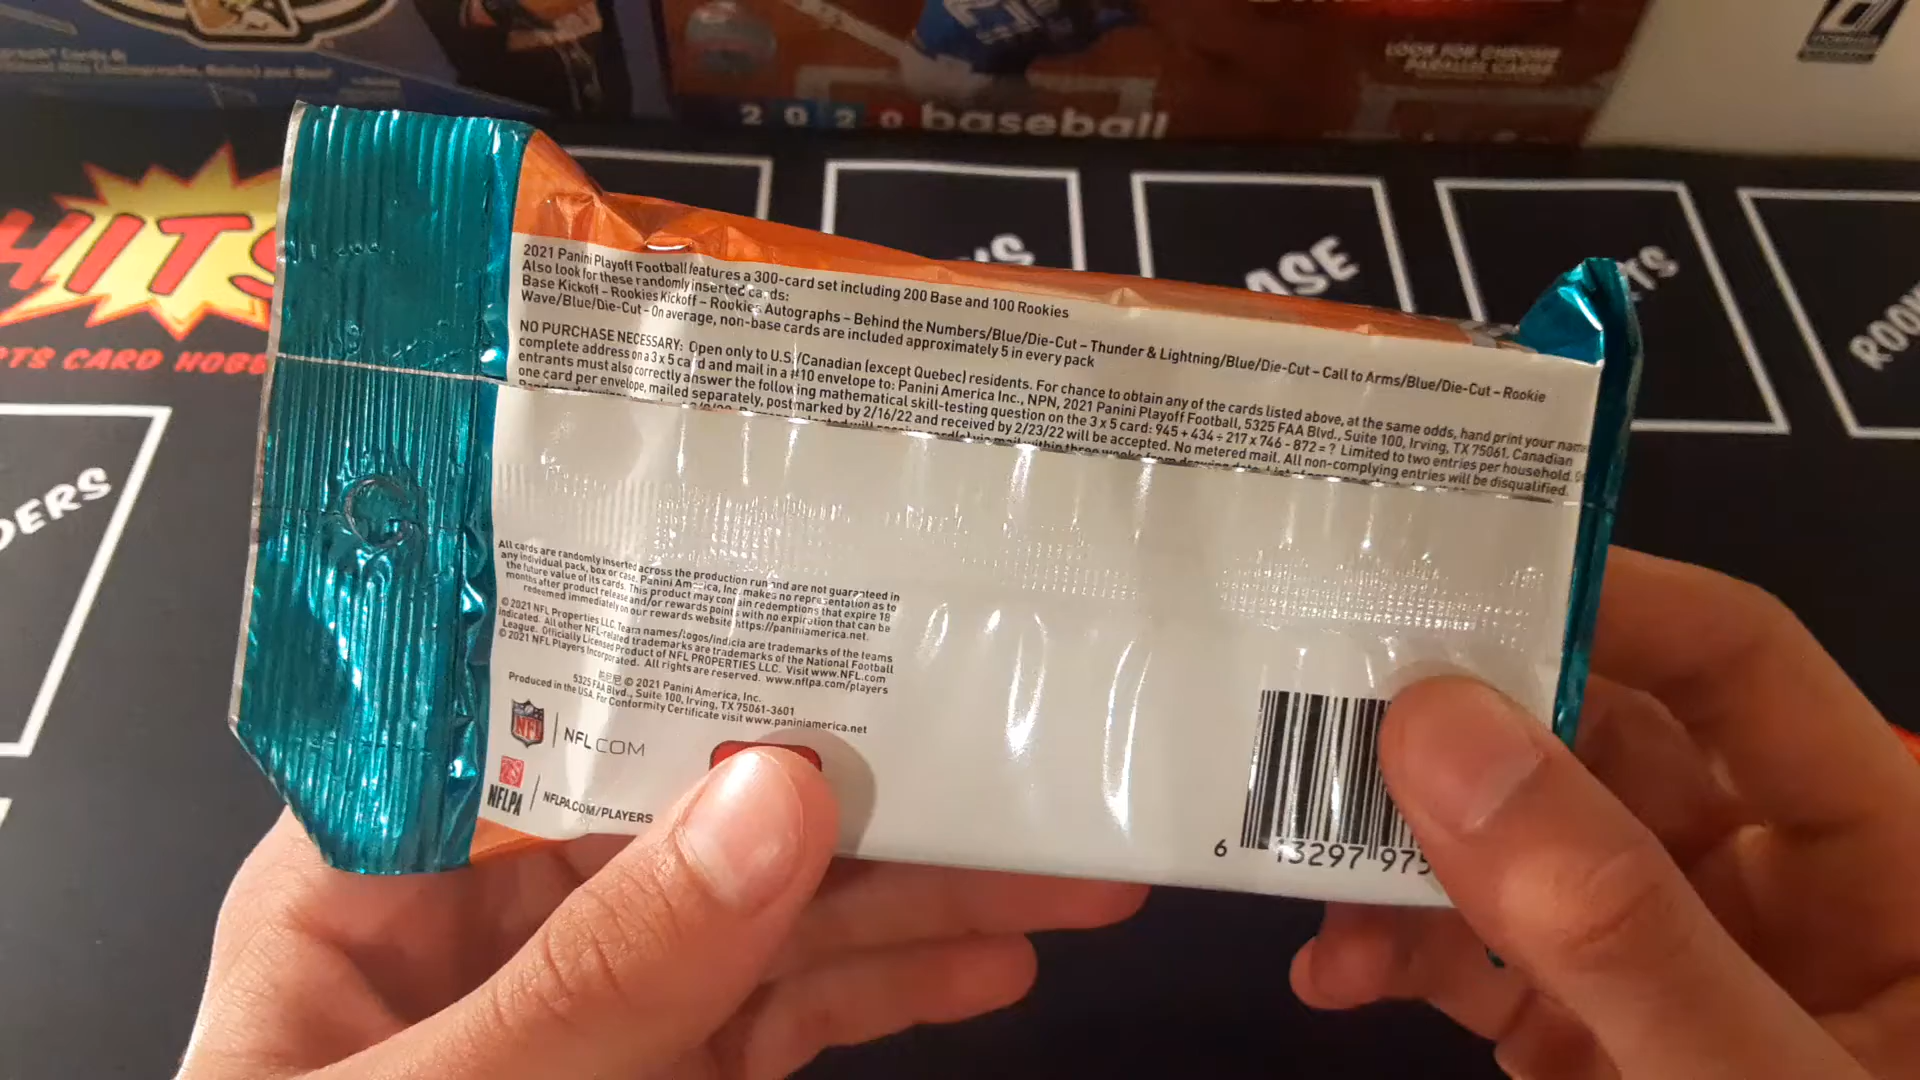 LOOK FOR CHROME
PARALLEL CARDS
2020 baseball
HITS
TS CARD HOBB
DERS
ASE
TS
ROOK
2021 Panini Playoff Football features a 300-card set including 200 Base and 100 Rookies
Also look for these randomly inserted cards:
Base Kickoff – Rookies Kickoff – Rookies Autographs – Behind the Numbers/Blue/Die-Cut – Thunder & Lightning/Blue/Die-Cut – Call to Arms/Blue/Die-Cut – Rookie
Wave/Blue/Die-Cut – On average, non-base cards are included approximately 5 in every pack
NO PURCHASE NECESSARY: Open only to U.S./Canadian (except Quebec) residents. For chance to obtain any of the cards listed above, at the same odds, hand print your name
complete address on a 3 x 5 card and mail in a #10 envelope to: Panini America Inc., NPN, 2021 Panini Playoff Football, 5325 FAA Blvd., Suite 100, Irving, TX 75061. Canadian
entrants must also correctly answer the following mathematical skill-testing question on the 3 x 5 card: 945 + 434 ÷ 217 x 746 - 872 = ? Limited to two entries per household.
one card per envelope, mailed separately, postmarked by 2/16/22 and received by 2/23/22 will be accepted. No metered mail. All non-complying entries will be disqualified.
All cards are randomly inserted across the production run and are not guaranteed in
any individual pack, box or case. Panini America, Inc. makes no representation as to
the future value of its cards. This product may contain redemptions that expire 18
months after product release and/or rewards points with no expiration that can be
redeemed immediately on our rewards website https://paniniamerica.net.
© 2021 NFL Properties LLC. Team names/logos/indicia are trademarks of the teams
indicated. All other NFL-related trademarks are trademarks of the National Football
League. Officially Licensed Product of NFL PROPERTIES LLC. Visit www.NFL.com
© 2021 NFL Players Incorporated. All rights are reserved. www.nflpa.com/players
© 2021 Panini America, Inc.
5325 FAA Blvd., Suite 100, Irving, TX 75061-3601
Produced in the USA. For Conformity Certificate visit www.paniniamerica.net
NFL NFL.COM
NFLPA NFLPA.COM/PLAYERS
6 13297 975